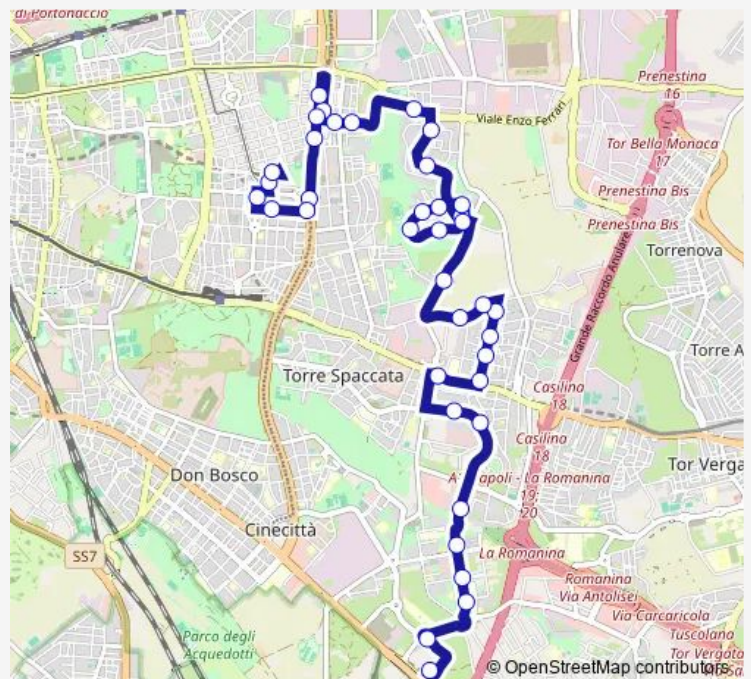 di Portonaccio
Prenestina
16
Viale Enzo Ferrari
Tor Bella Monaca
17
Prenestina Bis
Prenestina Bis
Torrenova
Grande Raccordo Anulare
Torre A
Torre Spaccata
Casilina
18
Casilina
18
Tor Verga
Don Bosco
Napoli - La Romanina
19;
20
Cinecittà
La Romanina
SS7
Romanina
Via Antolisei
Via Carcaricola
Parco degli
Acquedotti
Tuscolana
Tor Vergata
© OpenStreetMap contributors